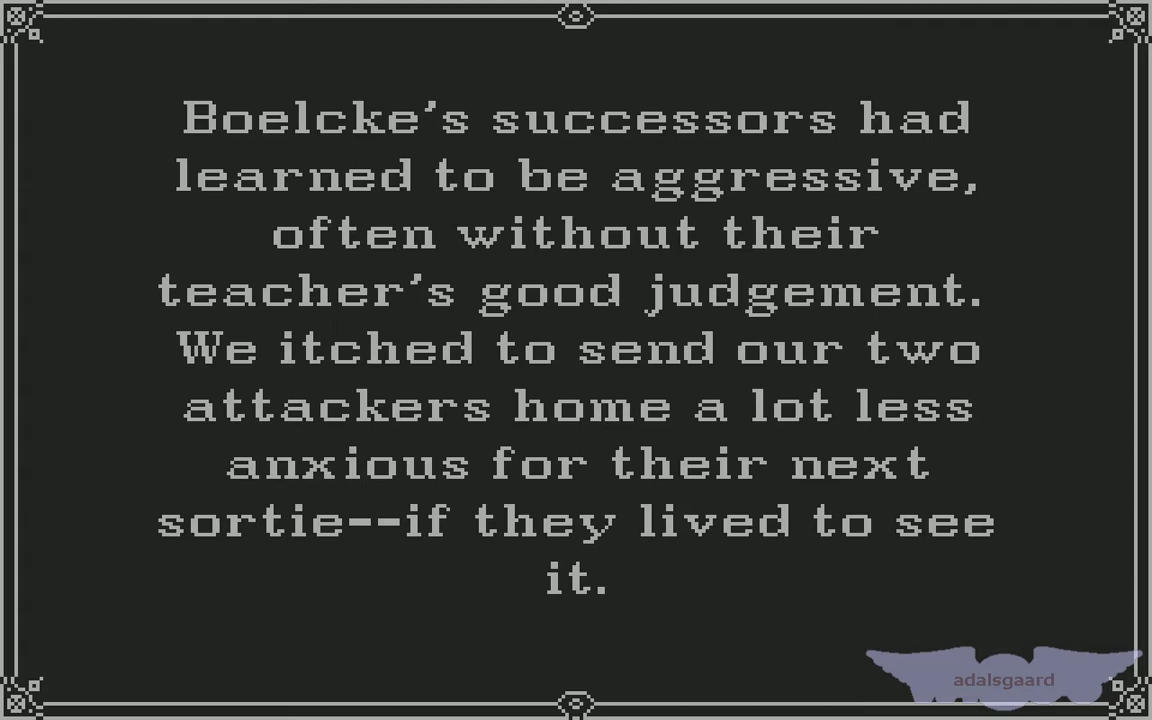 Boelcke's successors had
learned to be aggressive,
often without their
teacher's good judgement.
We itched to send our two
attackers home a lot less
anxious for their next
sortie--if they lived to see
it.
adalsgaard